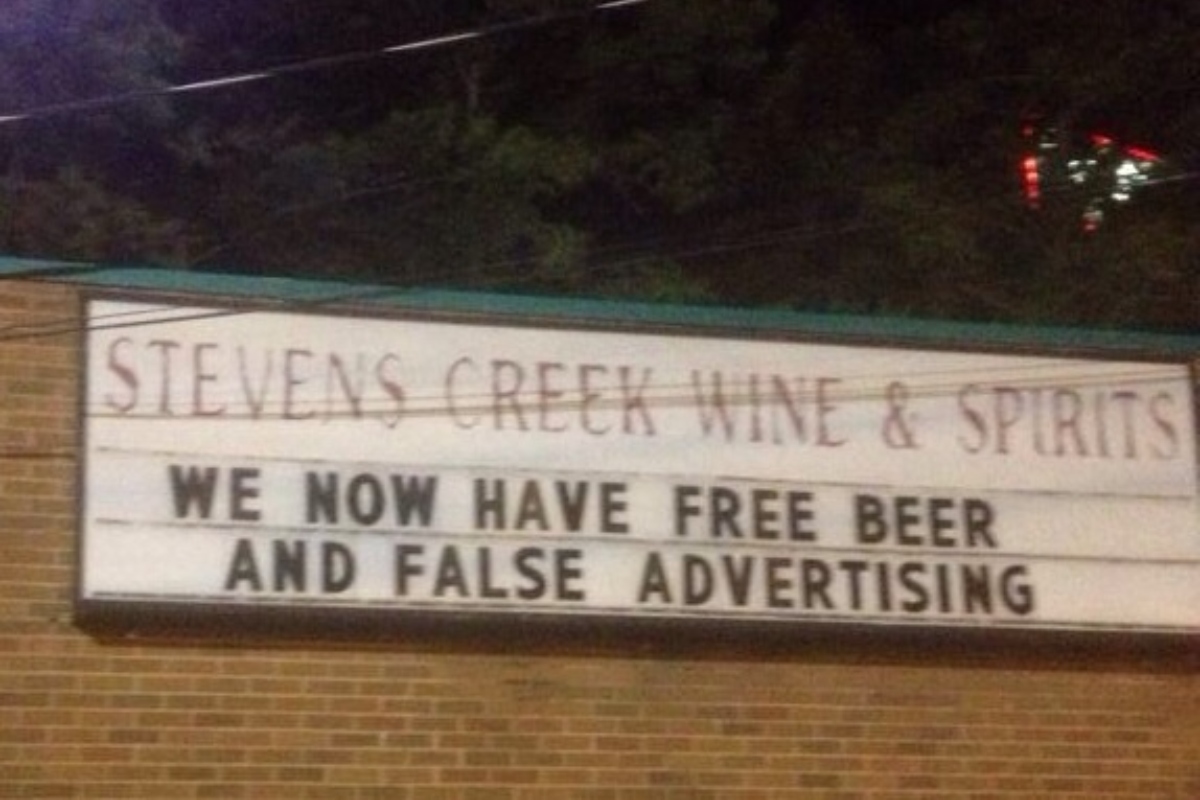 STEVENS CREEK WINE & SPIRITS
WE NOW HAVE FREE BEER
AND FALSE ADVERTISING